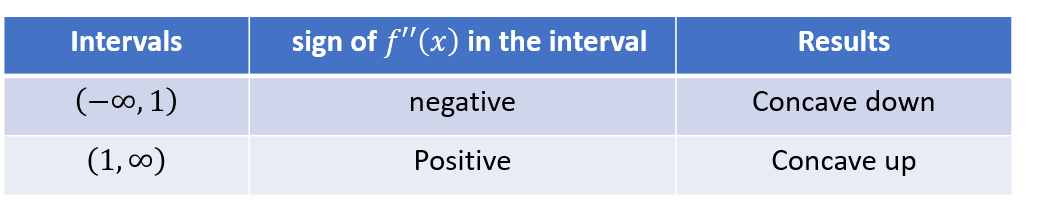 Intervals sign of f′′(x) in the interval Results
(−∞, 1) negative Concave down
(1, ∞) Positive Concave up